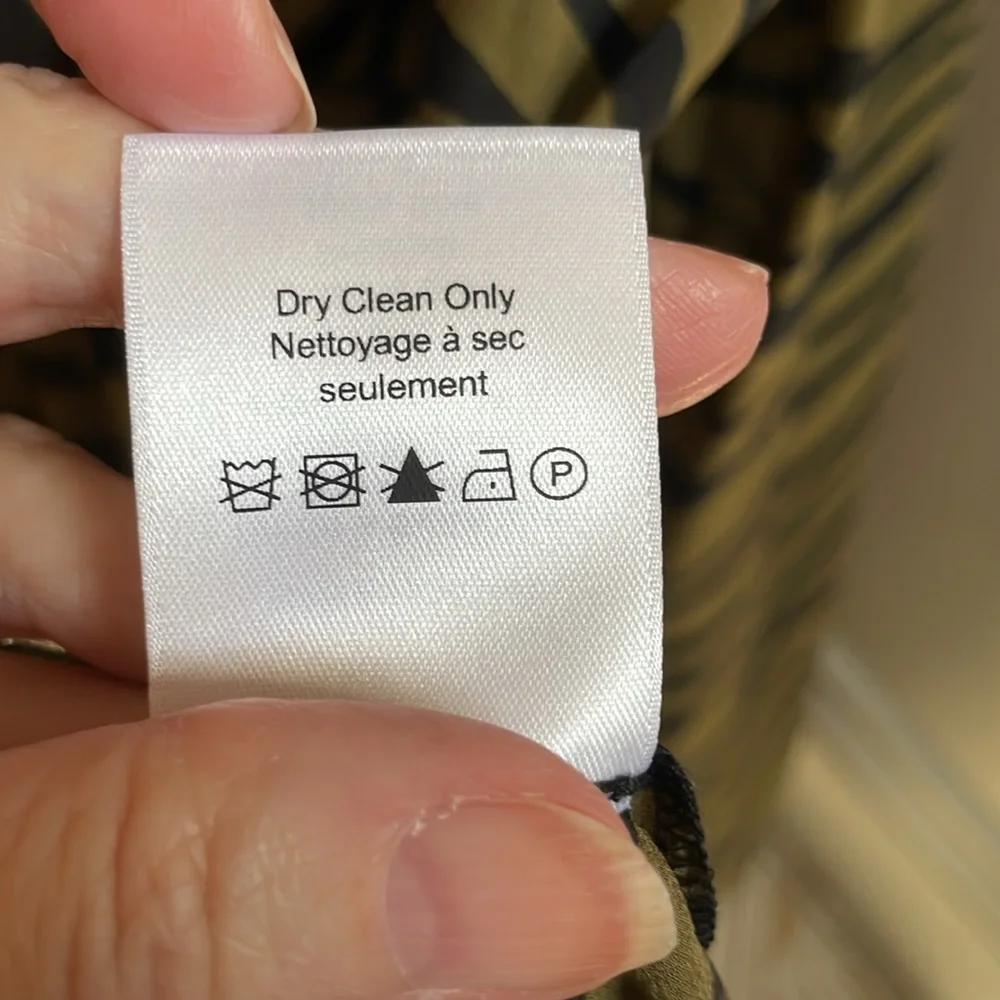 Dry Clean Only
Nettoyage à sec
seulement
P